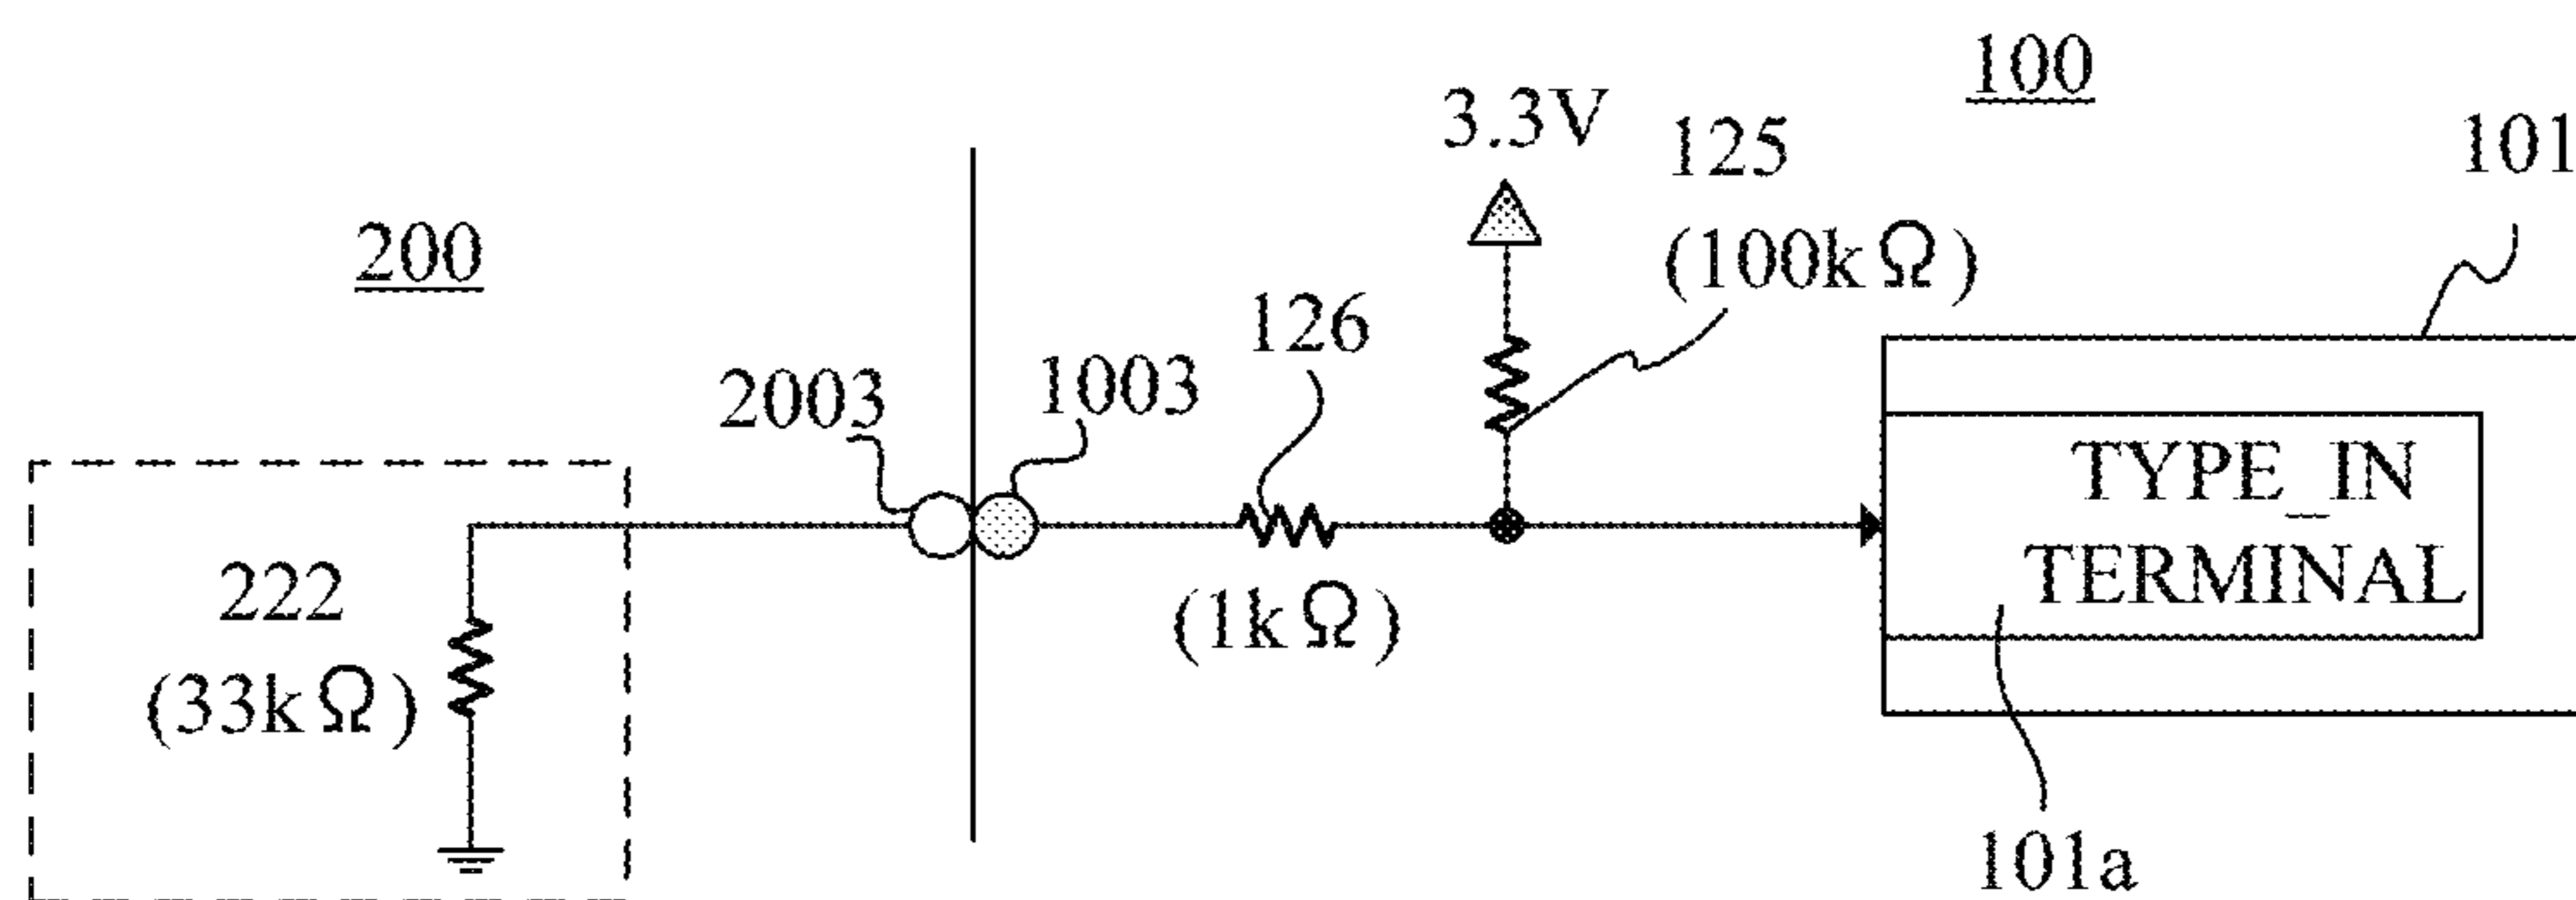 100
3.3V
125
(100kΩ)
101
200
126
2003
1003
TYPE_IN
TERMINAL
222
(33kΩ)
(1kΩ)
101a